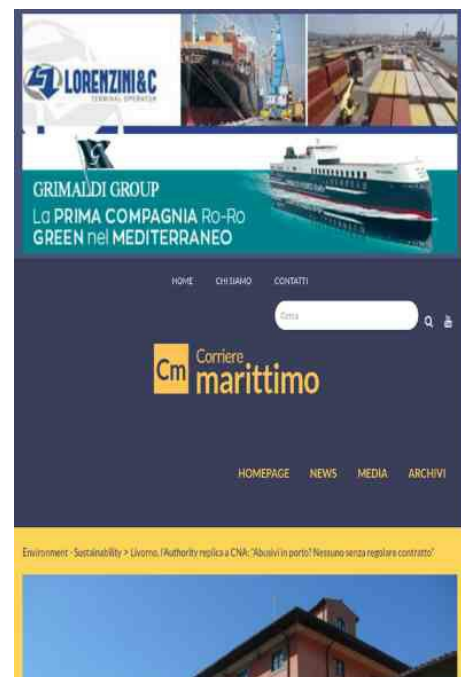 LORENZINI&C
TERMINAL OPERATOR
GRIMALDI GROUP
La PRIMA COMPAGNIA Ro-Ro
GREEN nel MEDITERRANEO
HOME CHI SIAMO CONTATTI
Cerca
Cm Corriere
marittimo
HOMEPAGE NEWS MEDIA ARCHIVI
Environment - Sustainability > Livorno, l'Authority replica a CNA: "Abusivi in porto? Nessuno senza regolare contratto"